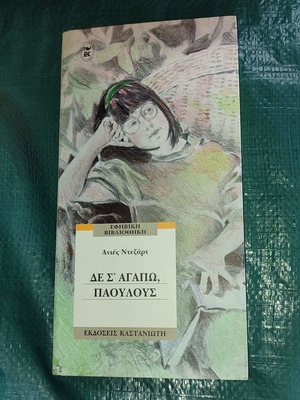 ΕΦΗΒΙΚΗ
ΒΙΒΛΙΟΘΗΚΗ
Ανιές Ντεζάρτ
ΔΕ Σ' ΑΓΑΠΩ,
ΠΑΟΥΛΟΥΣ
ΕΚΔΟΣΕΙΣ ΚΑΣΤΑΝΙΩΤΗ